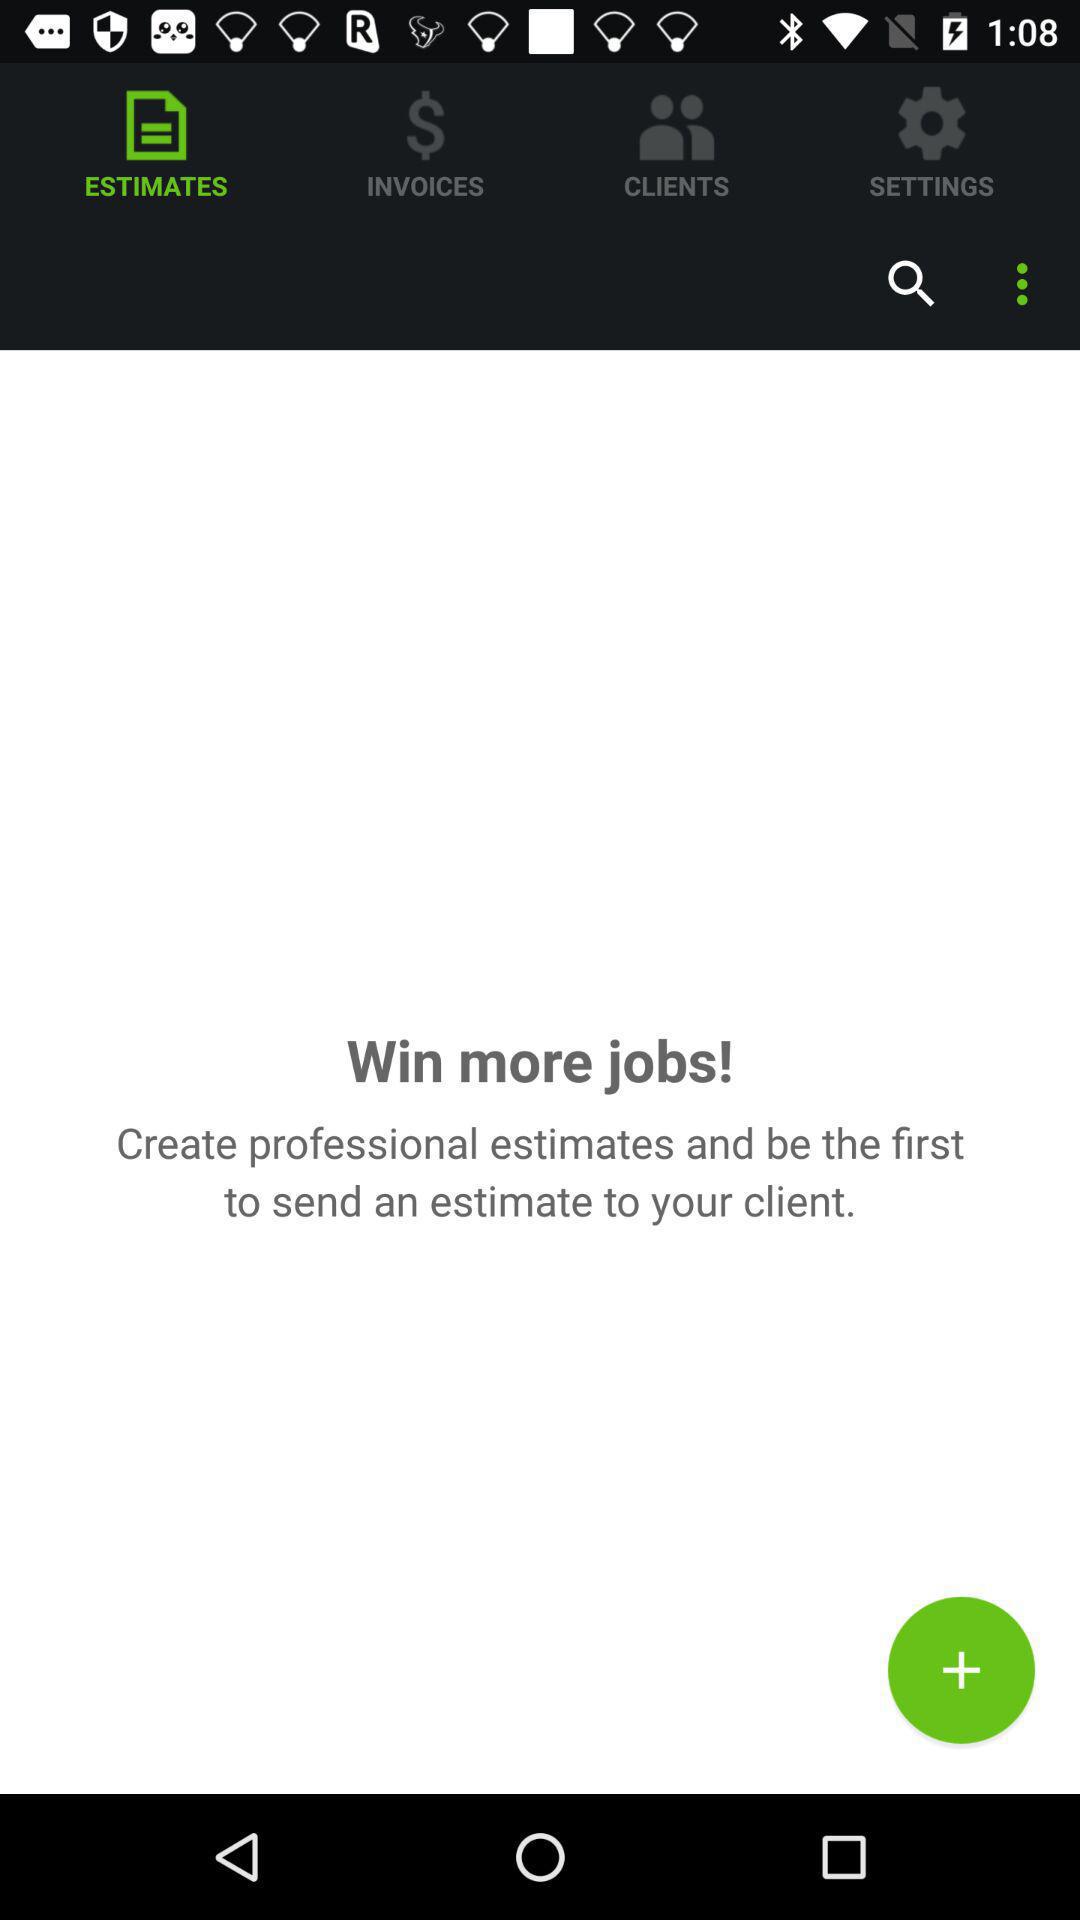 1:08
ESTIMATES INVOICES CLIENTS SETTINGS
Win more jobs!
Create professional estimates and be the first
to send an estimate to your client.